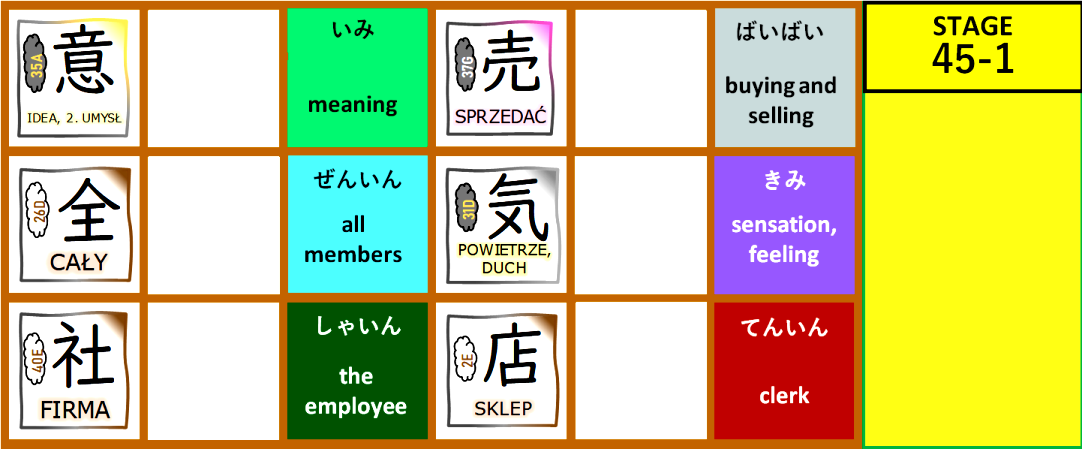 35A
意
IDEA, 2. UMYSŁ
いみ
meaning
37G
売
SPRZEDAĆ
ばいばい
buying and
selling
STAGE
45-1
26D
全
CAŁY
ぜんいん
all
members
31D
気
POWIETRZE,
DUCH
きみ
sensation,
feeling
40E
社
FIRMA
しゃいん
the
employee
2E
店
SKLEP
てんいん
clerk